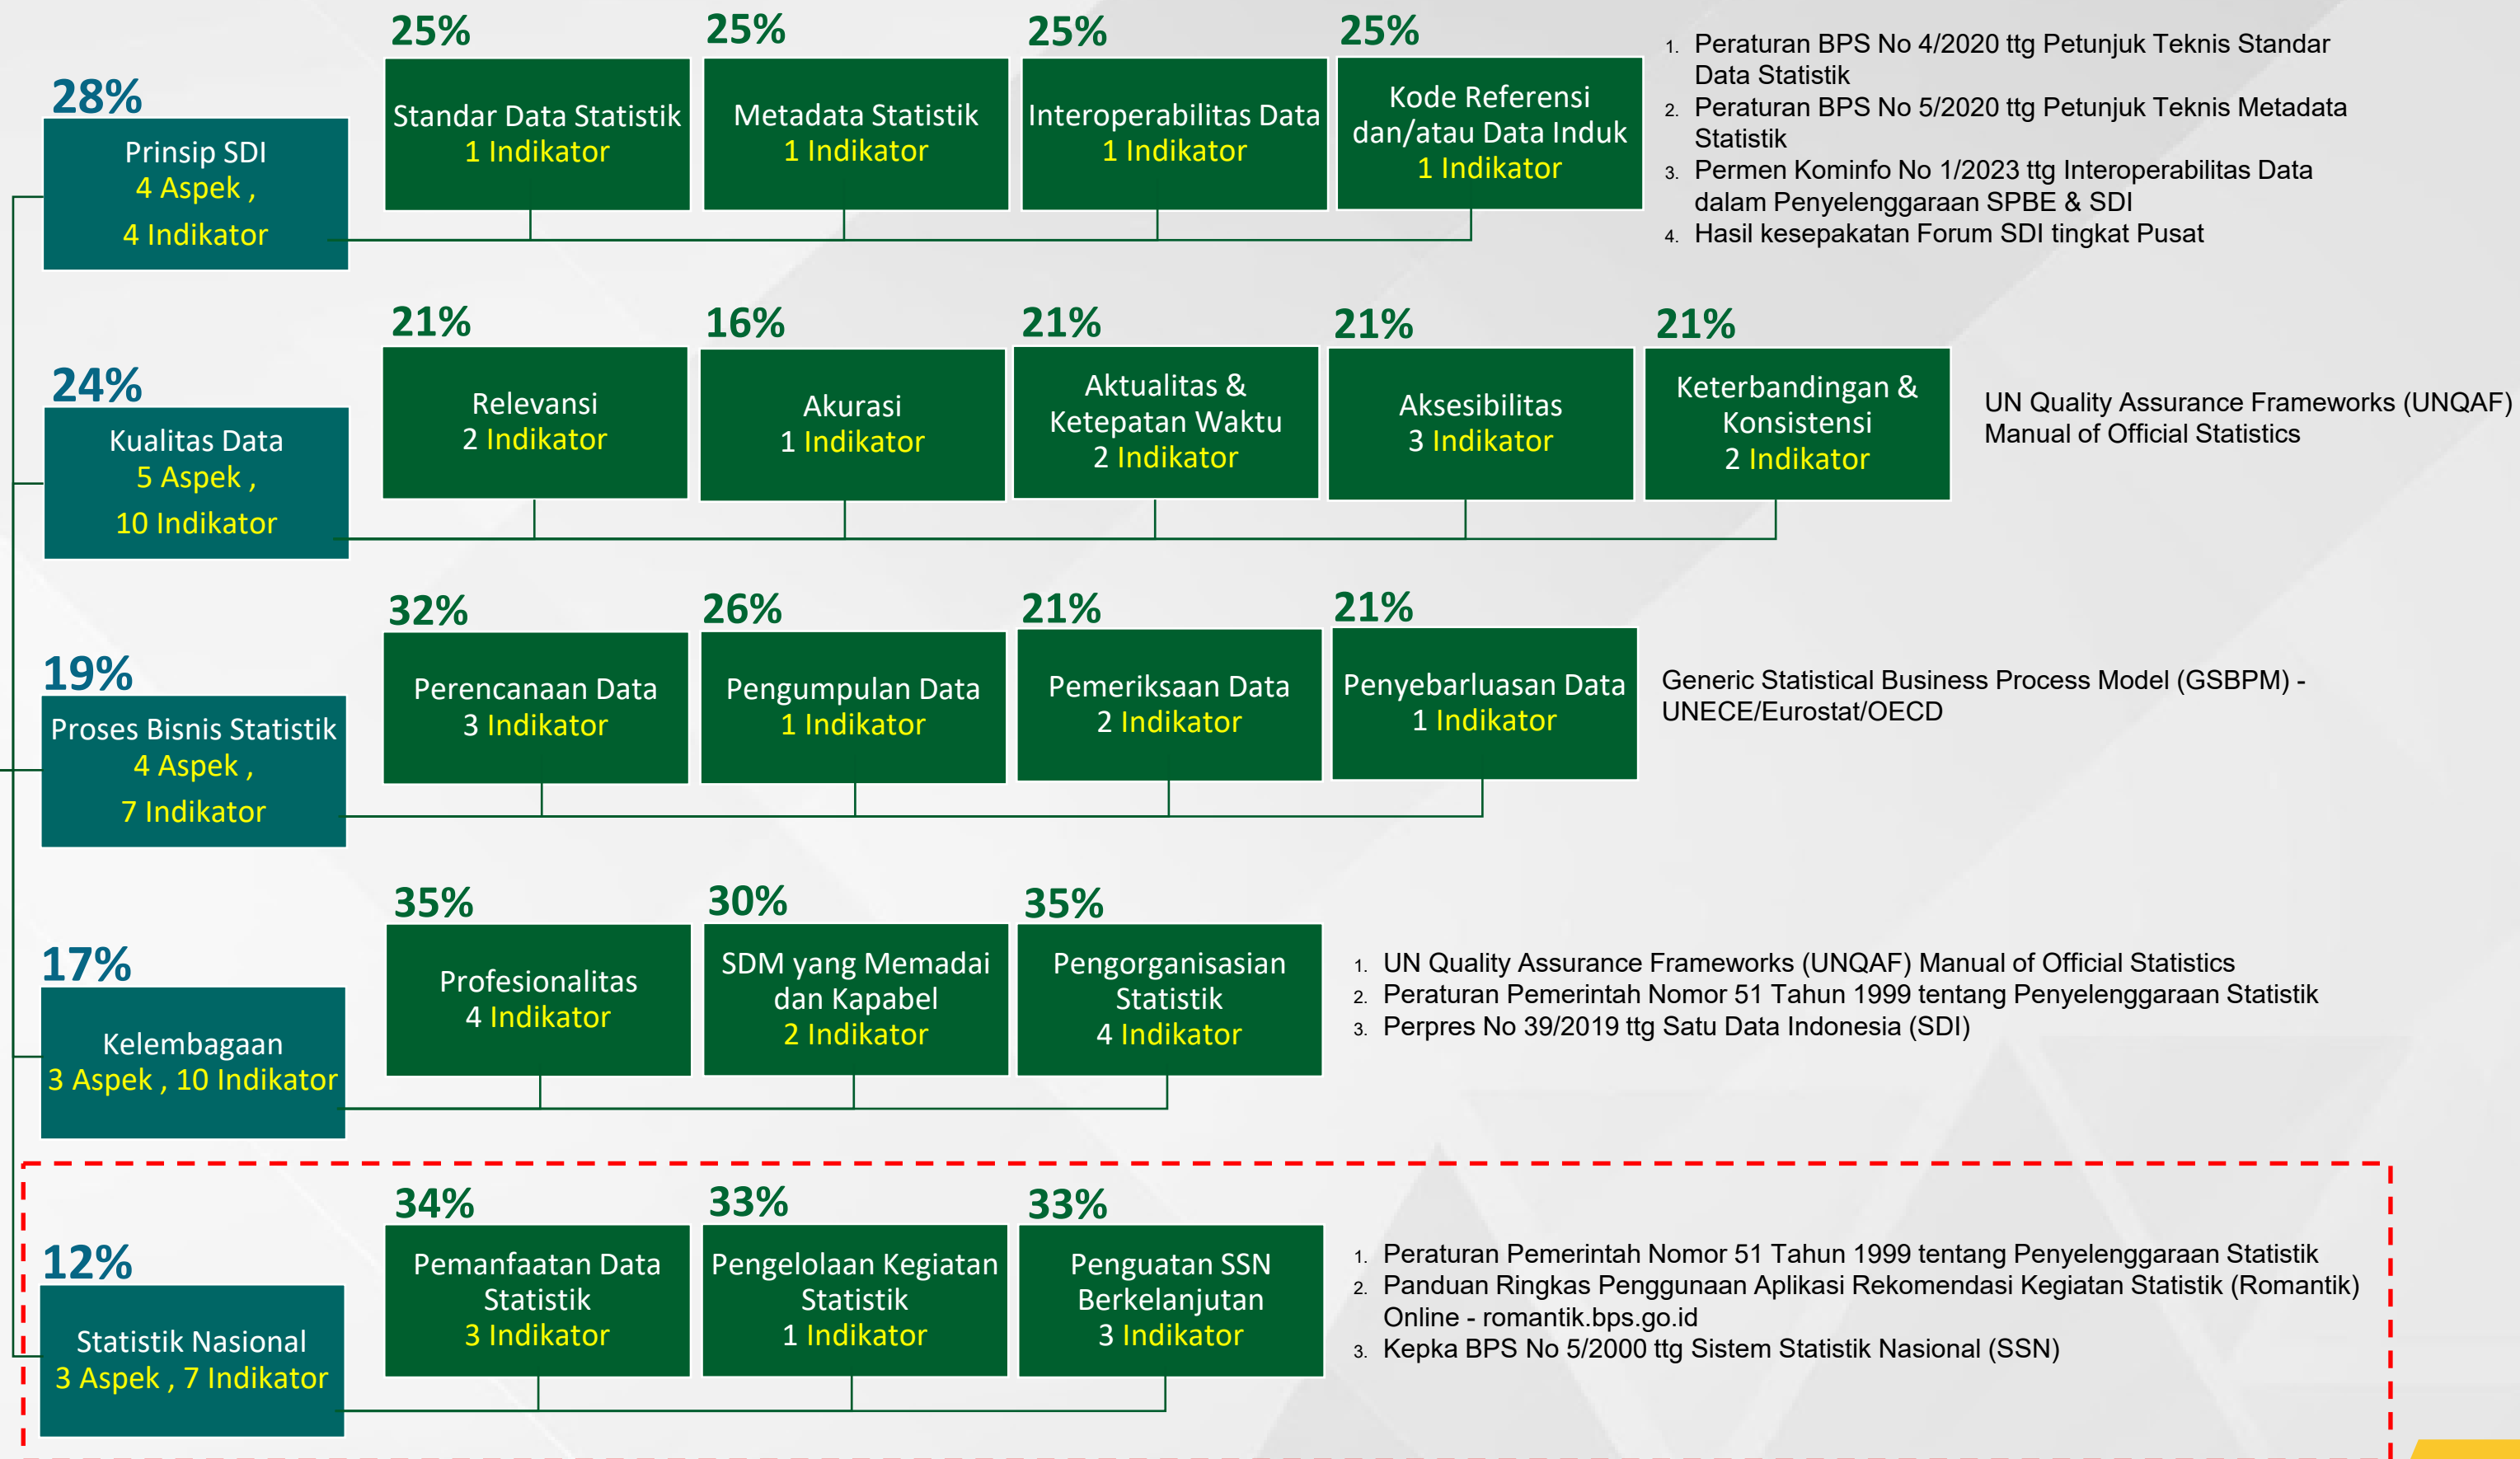 28%
Prinsip SDI
4 Aspek ,
4 Indikator
25%
Standar Data Statistik
1 Indikator
25%
Metadata Statistik
1 Indikator
25%
Interoperabilitas Data
1 Indikator
25%
Kode Referensi
dan/atau Data Induk
1 Indikator
1. Peraturan BPS No 4/2020 ttg Petunjuk Teknis Standar
Data Statistik
2. Peraturan BPS No 5/2020 ttg Petunjuk Teknis Metadata
Statistik
3. Permen Kominfo No 1/2023 ttg Interoperabilitas Data
dalam Penyelenggaraan SPBE & SDI
4. Hasil kesepakatan Forum SDI tingkat Pusat
24%
Kualitas Data
5 Aspek ,
10 Indikator
21%
Relevansi
2 Indikator
16%
Akurasi
1 Indikator
21%
Aktualitas &
Ketepatan Waktu
2 Indikator
21%
Aksesibilitas
3 Indikator
21%
Keterbandingan &
Konsistensi
2 Indikator
UN Quality Assurance Frameworks (UNQAF)
Manual of Official Statistics
19%
Proses Bisnis Statistik
4 Aspek ,
7 Indikator
32%
Perencanaan Data
3 Indikator
26%
Pengumpulan Data
1 Indikator
21%
Pemeriksaan Data
2 Indikator
21%
Penyebarluasan Data
1 Indikator
Generic Statistical Business Process Model (GSBPM) -
UNECE/Eurostat/OECD
17%
Kelembagaan
3 Aspek , 10 Indikator
35%
Profesionalitas
4 Indikator
30%
SDM yang Memadai
dan Kapabel
2 Indikator
35%
Pengorganisasian
Statistik
4 Indikator
1. UN Quality Assurance Frameworks (UNQAF) Manual of Official Statistics
2. Peraturan Pemerintah Nomor 51 Tahun 1999 tentang Penyelenggaraan Statistik
3. Perpres No 39/2019 ttg Satu Data Indonesia (SDI)
12%
Statistik Nasional
3 Aspek , 7 Indikator
34%
Pemanfaatan Data
Statistik
3 Indikator
33%
Pengelolaan Kegiatan
Statistik
1 Indikator
33%
Penguatan SSN
Berkelanjutan
3 Indikator
1. Peraturan Pemerintah Nomor 51 Tahun 1999 tentang Penyelenggaraan Statistik
2. Panduan Ringkas Penggunaan Aplikasi Rekomendasi Kegiatan Statistik (Romantik)
Online - romantik.bps.go.id
3. Kepka BPS No 5/2000 ttg Sistem Statistik Nasional (SSN)